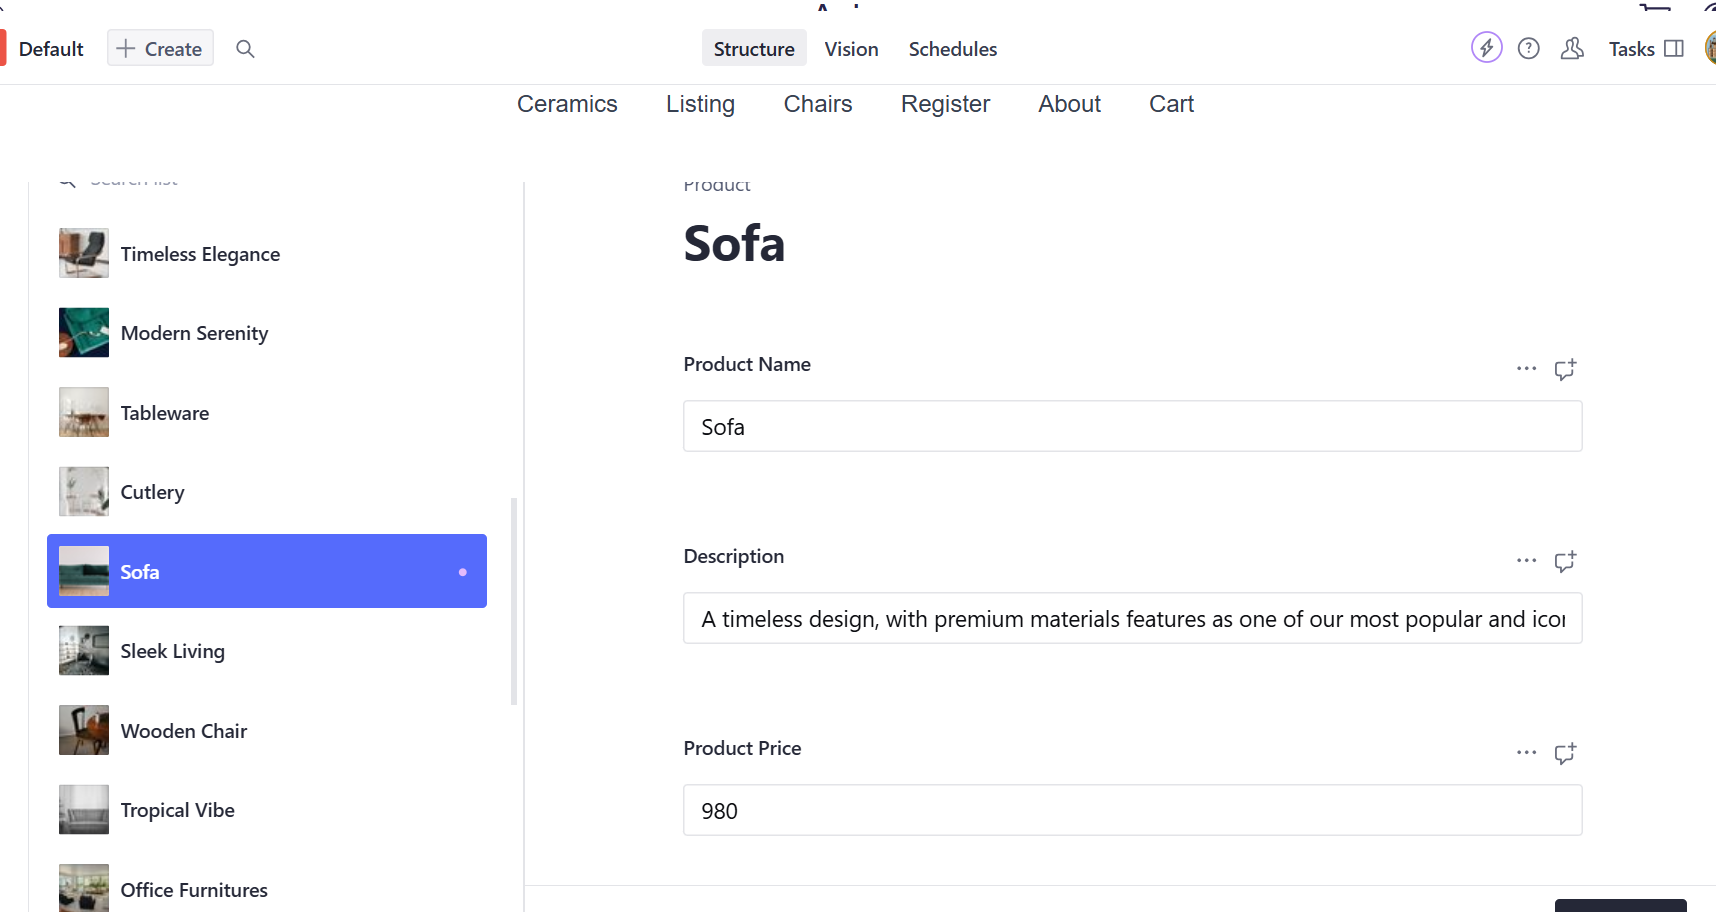 Default
Create
Structure
Vision
Schedules
Tasks
Ceramics
Listing
Chairs
Register
About
Cart
Search list
Timeless Elegance
Modern Serenity
Tableware
Cutlery
Sofa
Sleek Living
Wooden Chair
Tropical Vibe
Office Furnitures
Product
Sofa
Product Name
Sofa
Description
A timeless design, with premium materials features as one of our most popular and
Product Price
980